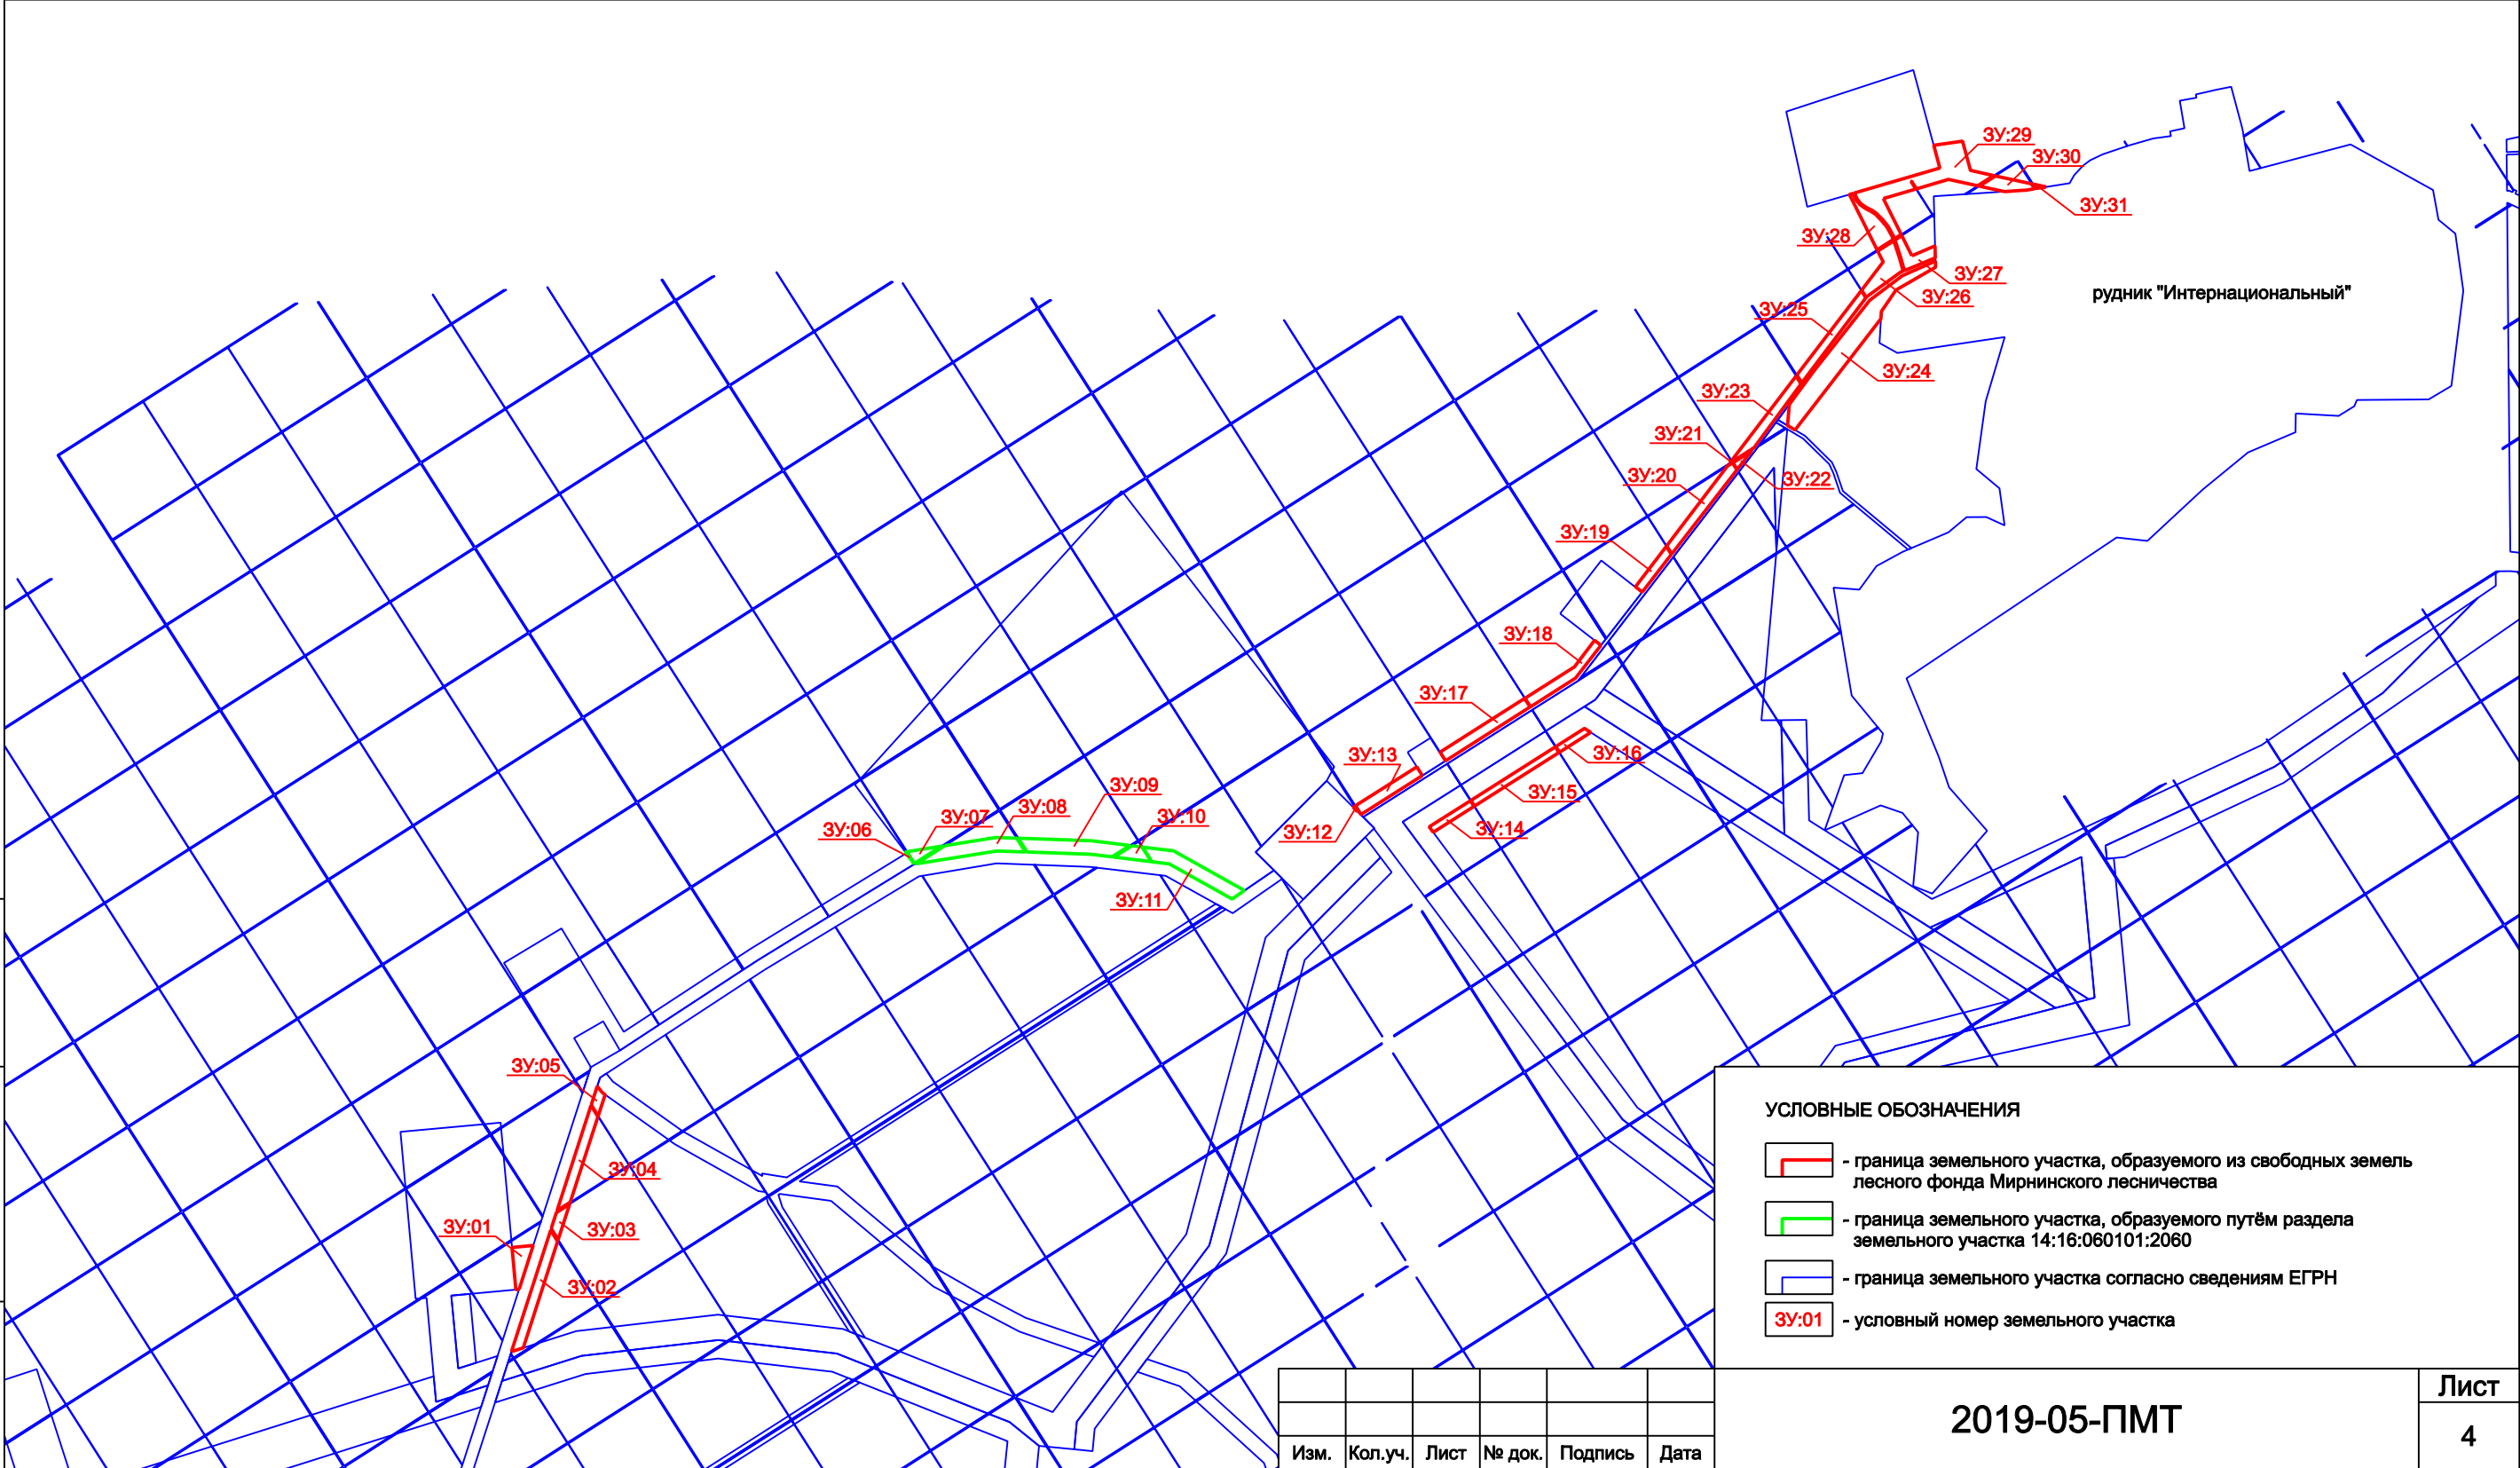 ЗУ:29
ЗУ:30
ЗУ:31
ЗУ:28
ЗУ:27
ЗУ:26
рудник "Интернациональный"
ЗУ:25
ЗУ:24
ЗУ:23
ЗУ:21
ЗУ:20
ЗУ:22
ЗУ:19
ЗУ:18
ЗУ:17
ЗУ:13
ЗУ:16
ЗУ:09
ЗУ:15
ЗУ:08
ЗУ:07
ЗУ:10
ЗУ:06
ЗУ:12
ЗУ:14
ЗУ:11
ЗУ:05
ЗУ:04
ЗУ:01
ЗУ:03
ЗУ:02
УСЛОВНЫЕ ОБОЗНАЧЕНИЯ
- граница земельного участка, образуемого из свободных земель
лесного фонда Мирнинского лесничества
- граница земельного участка, образуемого путём раздела
земельного участка 14:16:060101:2060
- граница земельного участка согласно сведениям ЕГРН
ЗУ:01 - условный номер земельного участка
2019-05-ПМТ
Лист
4
Изм. Кол.уч. Лист № док. Подпись Дата